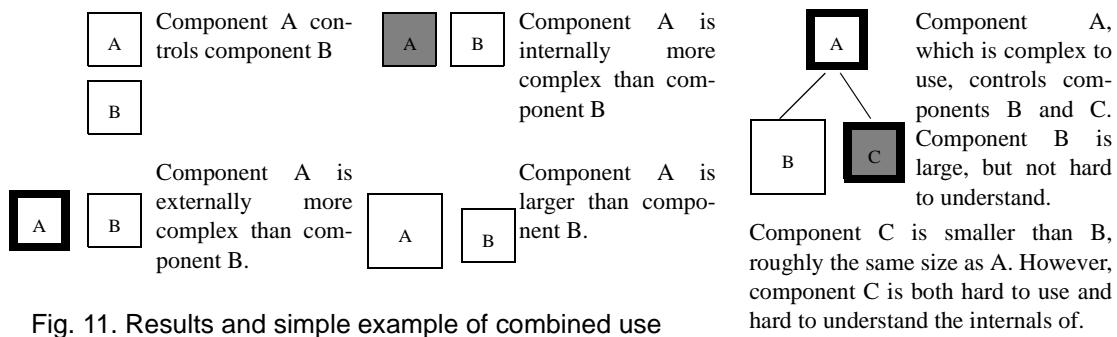 A
B
Component A con-
trols component B
A
B
Component A is
internally more
complex than com-
ponent B
A
B
Component A is
externally more
complex than com-
ponent B.
A
B
Component A is
larger than compo-
nent B.
Fig. 11. Results and simple example of combined use
A
B
C
Component A,
which is complex to
use, controls com-
ponents B and C.
Component B is
large, but not hard
to understand.
Component C is smaller than B,
roughly the same size as A. However,
component C is both hard to use and
hard to understand the internals of.